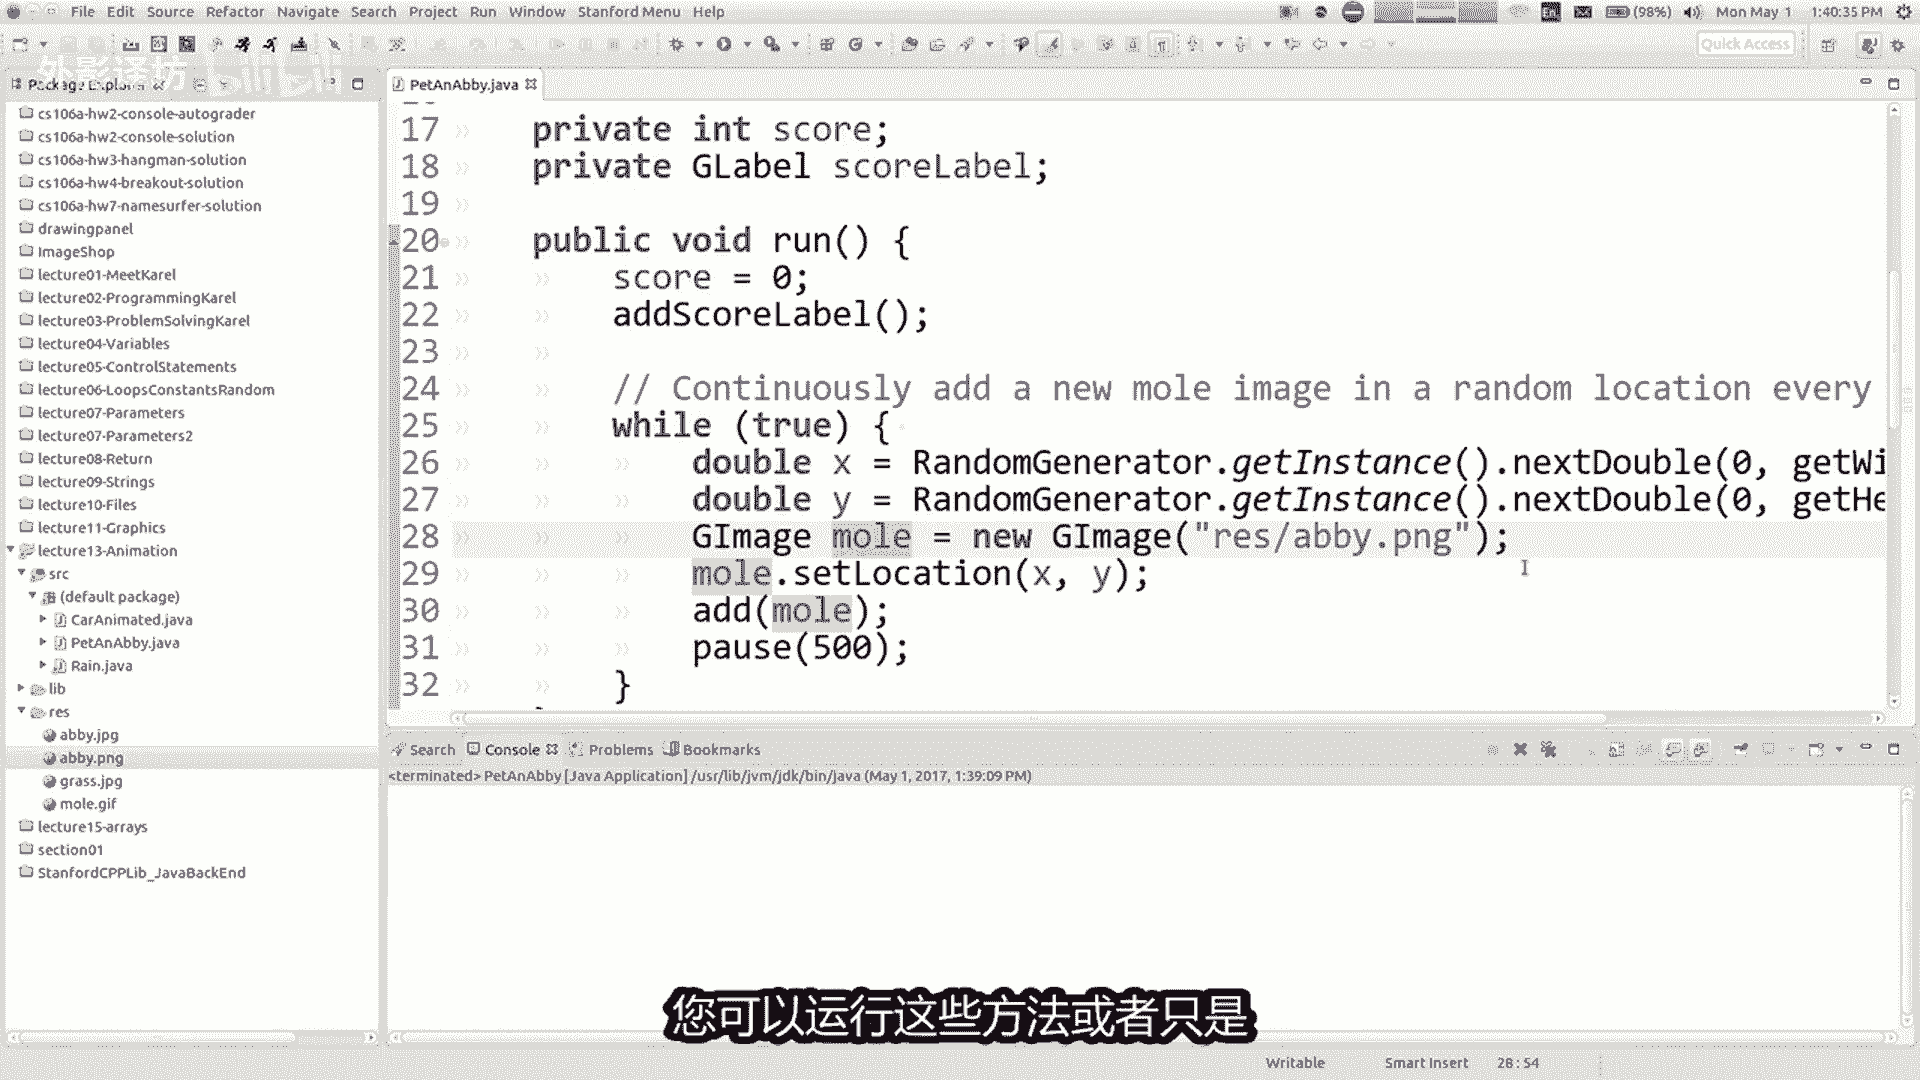 File Edit Source Refactor Navigate Search Project Run Window Stanford Menu Help
En (98%) Mon May 1 1:40:35 PM
Quick Access
外影译坊 bilibili
Package Explorer
PetAnAbby.java
cs106a-hw2-console-autograder
cs106a-hw2-console-solution
cs106a-hw3-hangman-solution
cs106a-hw4-breakout-solution
cs106a-hw7-namesurfer-solution
drawingpanel
ImageShop
lecture01-MeetKarel
lecture02-ProgrammingKarel
lecture03-ProblemSolvingKarel
lecture04-Variables
lecture05-ControlStatements
lecture06-LoopsConstantsRandom
lecture07-Parameters
lecture07-Parameters2
lecture08-Return
lecture09-Strings
lecture10-Files
lecture11-Graphics
lecture13-Animation
src
(default package)
CarAnimated.java
PetAnAbby.java
Rain.java
lib
res
abby.jpg
abby.png
grass.jpg
mole.gif
lecture15-arrays
section01
StanfordCPPLib_JavaBackEnd
17 private int score;
18 private GLabel scoreLabel;
19
20 public void run() {
21 score = 0;
22 addScoreLabel();
23
24 // Continuously add a new mole image in a random location every
25 while (true) {
26 double x = RandomGenerator.getInstance().nextDouble(0, getWi
27 double y = RandomGenerator.getInstance().nextDouble(0, getHe
28 GImage mole = new GImage("res/abby.png");
29 mole.setLocation(x, y);
30 add(mole);
31 pause(500);
32 }
Search Console Problems Bookmarks
<terminated> PetAnAbby [Java Application] /usr/lib/jvm/jdk/bin/java (May 1, 2017, 1:39:09 PM)
您可以运行这些方法或者只是
Writable Smart Insert 28 : 54